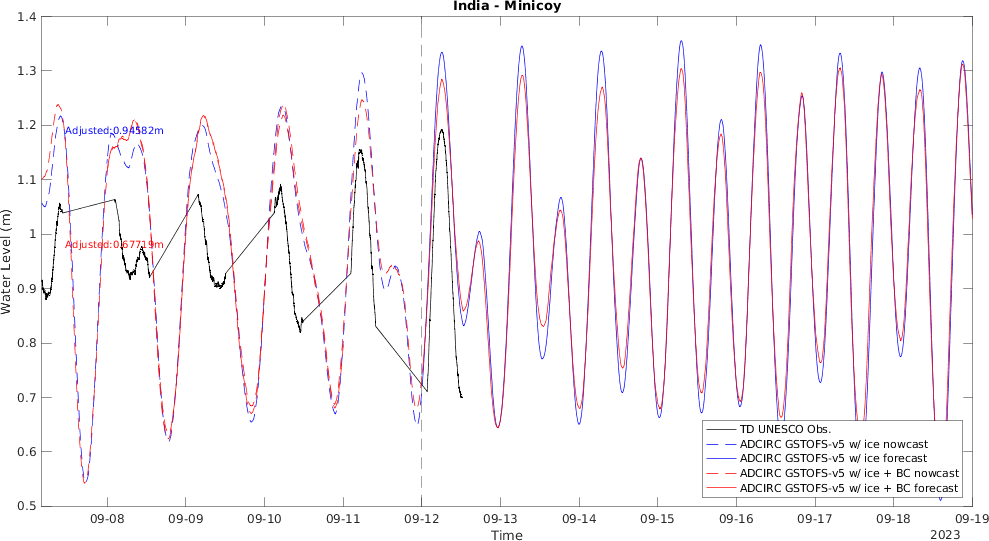 India - Minicoy
1.4
1.3
1.2
1.1
1
0.9
0.8
0.7
0.6
0.5
Water Level (m)
Adjusted:0.94582m
Adjusted:0.67719m
TD UNESCO Obs.
ADCIRC GSTOFS-v5 w/ ice nowcast
ADCIRC GSTOFS-v5 w/ ice forecast
ADCIRC GSTOFS-v5 w/ ice + BC nowcast
ADCIRC GSTOFS-v5 w/ ice + BC forecast
09-08 09-09 09-10 09-11 09-12 09-13 09-14 09-15 09-16 09-17 09-18 09-19
Time
2023